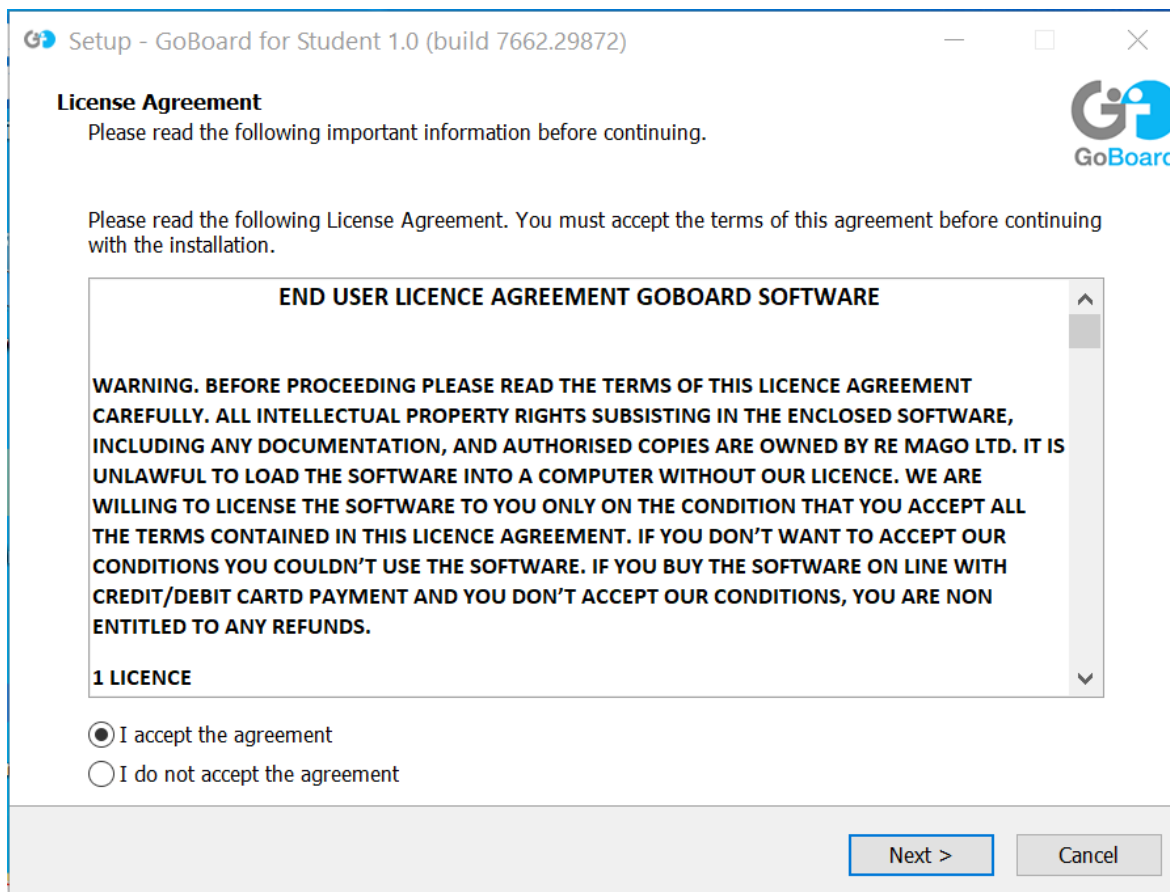 Setup - GoBoard for Student 1.0 (build 7662.29872)
License Agreement
Please read the following important information before continuing.
GoBoard
Please read the following License Agreement. You must accept the terms of this agreement before continuing
with the installation.
END USER LICENCE AGREEMENT GOBOARD SOFTWARE
WARNING. BEFORE PROCEEDING PLEASE READ THE TERMS OF THIS LICENCE AGREEMENT
CAREFULLY. ALL INTELLECTUAL PROPERTY RIGHTS SUBSISTING IN THE ENCLOSED SOFTWARE,
INCLUDING ANY DOCUMENTATION, AND AUTHORISED COPIES ARE OWNED BY RE MAGO LTD. IT IS
UNLAWFUL TO LOAD THE SOFTWARE INTO A COMPUTER WITHOUT OUR LICENCE. WE ARE
WILLING TO LICENSE THE SOFTWARE TO YOU ONLY ON THE CONDITION THAT YOU ACCEPT ALL
THE TERMS CONTAINED IN THIS LICENCE AGREEMENT. IF YOU DON’T WANT TO ACCEPT OUR
CONDITIONS YOU COULDN’T USE THE SOFTWARE. IF YOU BUY THE SOFTWARE ON LINE WITH
CREDIT/DEBIT CARTD PAYMENT AND YOU DON’T ACCEPT OUR CONDITIONS, YOU ARE NON
ENTITLED TO ANY REFUNDS.
1 LICENCE
I accept the agreement
I do not accept the agreement
Next >
Cancel